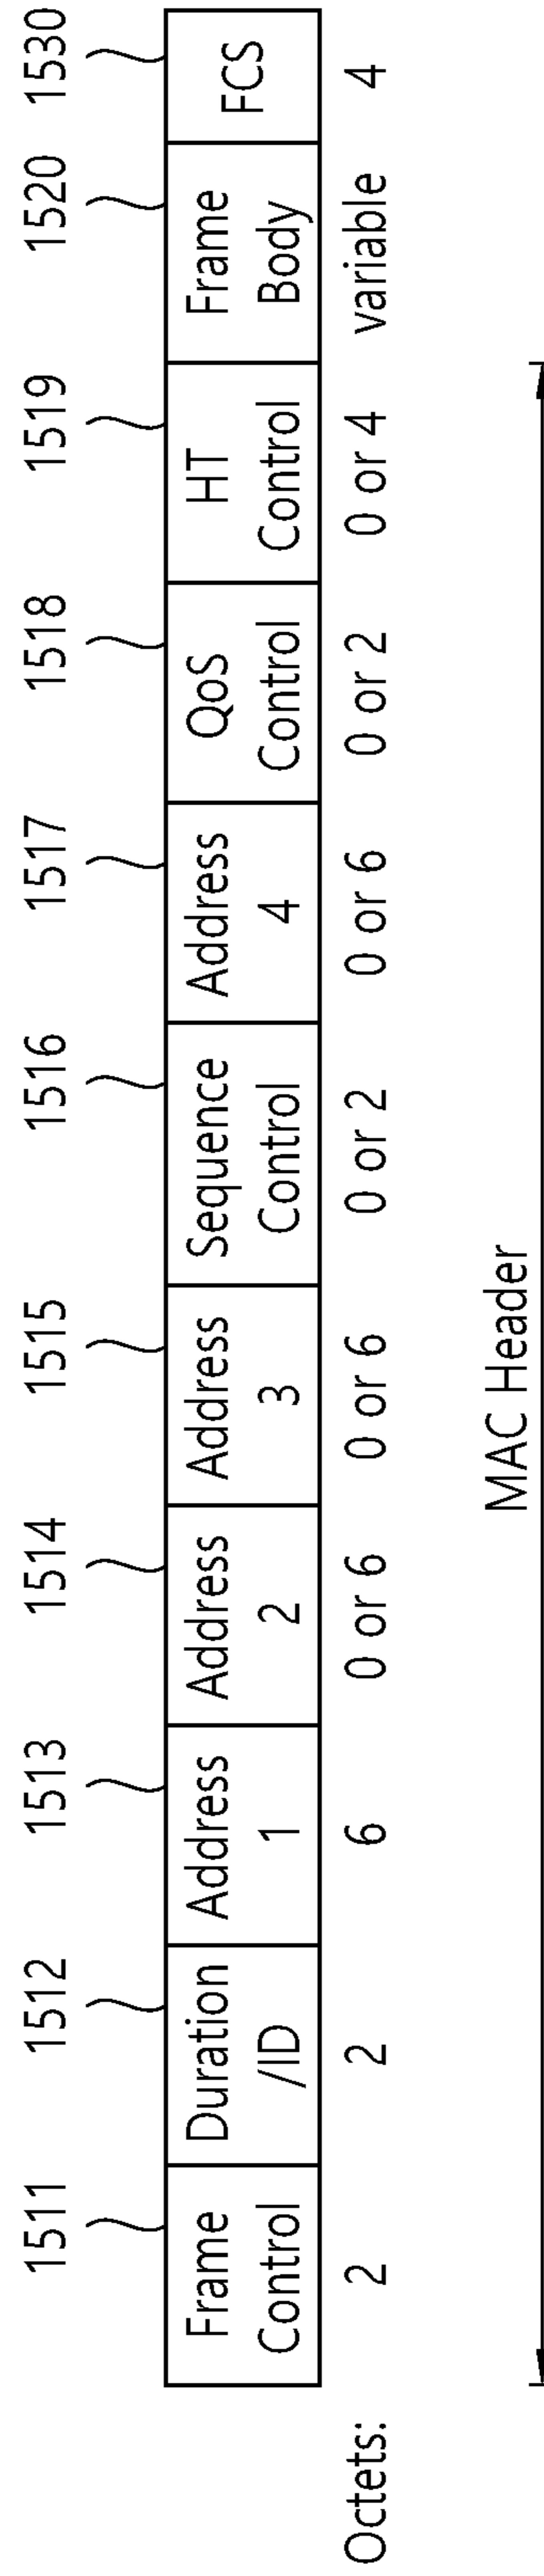 1511 1512 1513 1514 1515 1516 1517 1518 1519 1520 1530
Frame Duration Address Address Address Sequence Address QoS HT Frame FCS
Control /ID 1 2 3 Control 4 Control Control Body
Octets: 2 2 6 0 or 6 0 or 6 0 or 2 0 or 6 0 or 2 0 or 4 variable 4
MAC Header